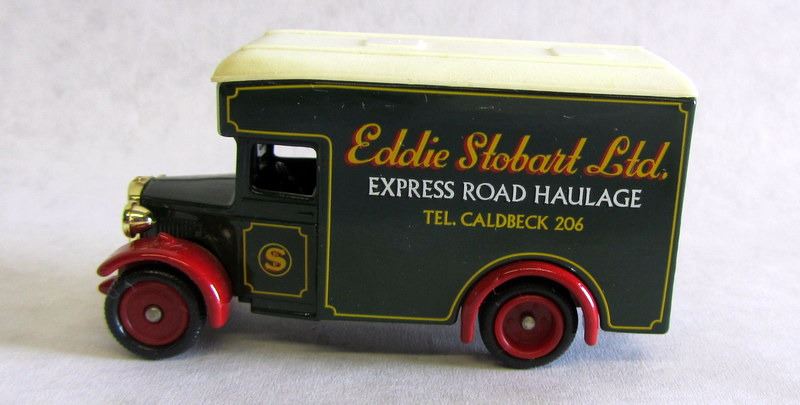 Eddie Stobart Ltd.
EXPRESS ROAD HAULAGE
TEL. CALDBECK 206
S